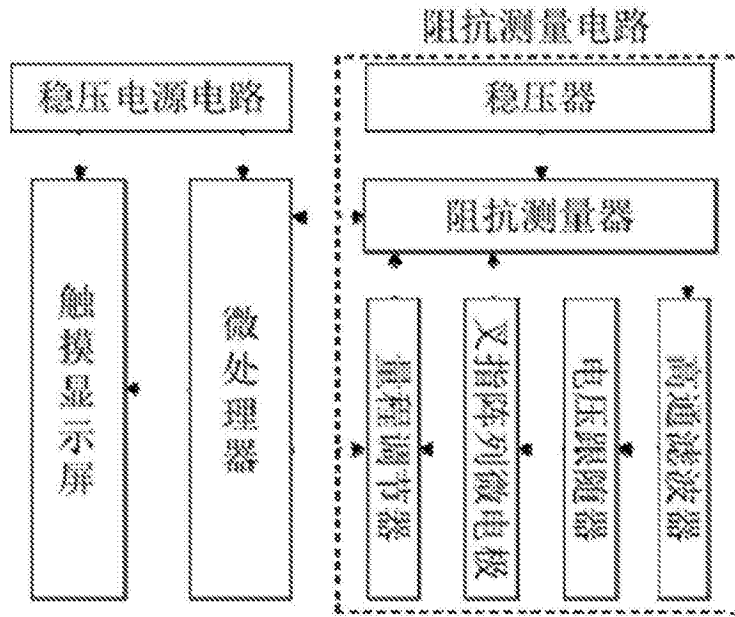 阻抗测量电路
稳压电源电路
稳压器
阻抗测量器
触摸显示屏
微处理器
量程调节器
叉指阵列微电极
电压跟随器
高通滤波器